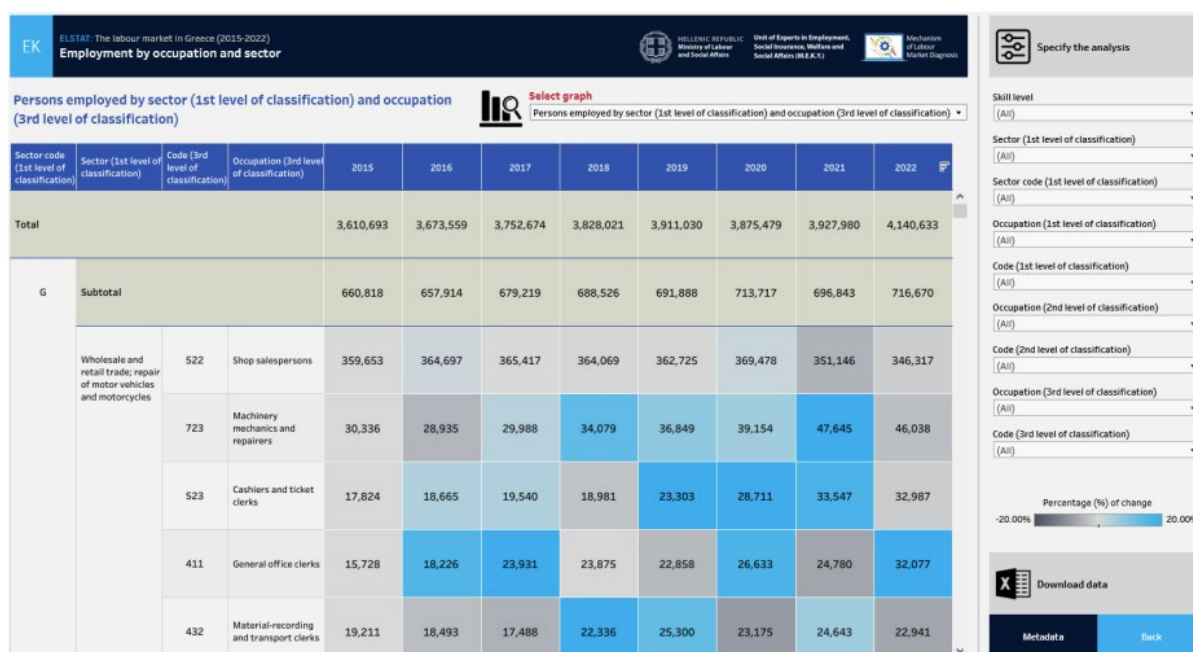 EK
ELSTAT: The labour market in Greece (2015-2022)
Employment by occupation and sector
HELLENIC REPUBLIC
Ministry of Labour
and Social Affairs
Unit of Experts in Employment,
Social Insurance, Welfare and
Social Affairs (M.E.K.Y.)
Mechanism
of Labour
Market Diagnosis
Persons employed by sector (1st level of classification) and occupation
(3rd level of classification)
Select graph
Persons employed by sector (1st level of classification) and occupation (3rd level of classification)
Sector code (1st level of classification) Sector (1st level of classification) Code (3rd level of classification) Occupation (3rd level of classification) 2015 2016 2017 2018 2019 2020 2021 2022
Total 3,610,693 3,673,559 3,752,674 3,828,021 3,911,030 3,875,479 3,927,980 4,140,633
G Subtotal 660,818 657,914 679,219 688,526 691,888 713,717 696,843 716,670
Wholesale and
retail trade; repair
of motor vehicles
and motorcycles
522 Shop salespersons 359,653 364,697 365,417 364,069 362,725 369,478 351,146 346,317
723 Machinery mechanics and repairers 30,336 28,935 29,988 34,079 36,849 39,154 47,645 46,038
523 Cashiers and ticket clerks 17,824 18,665 19,540 18,981 23,303 28,711 33,547 32,987
411 General office clerks 15,728 18,226 23,931 23,875 22,858 26,633 24,780 32,077
432 Material-recording and transport clerks 19,211 18,493 17,488 22,336 25,300 23,175 24,643 22,941
Specify the analysis
Skill level
(All)
Sector (1st level of classification)
(All)
Sector code (1st level of classification)
(All)
Occupation (1st level of classification)
(All)
Code (1st level of classification)
(All)
Occupation (2nd level of classification)
(All)
Code (2nd level of classification)
(All)
Occupation (3rd level of classification)
(All)
Code (3rd level of classification)
(All)
Percentage (%) of change
-20.00% 20.00%
Download data
Metadata
Back